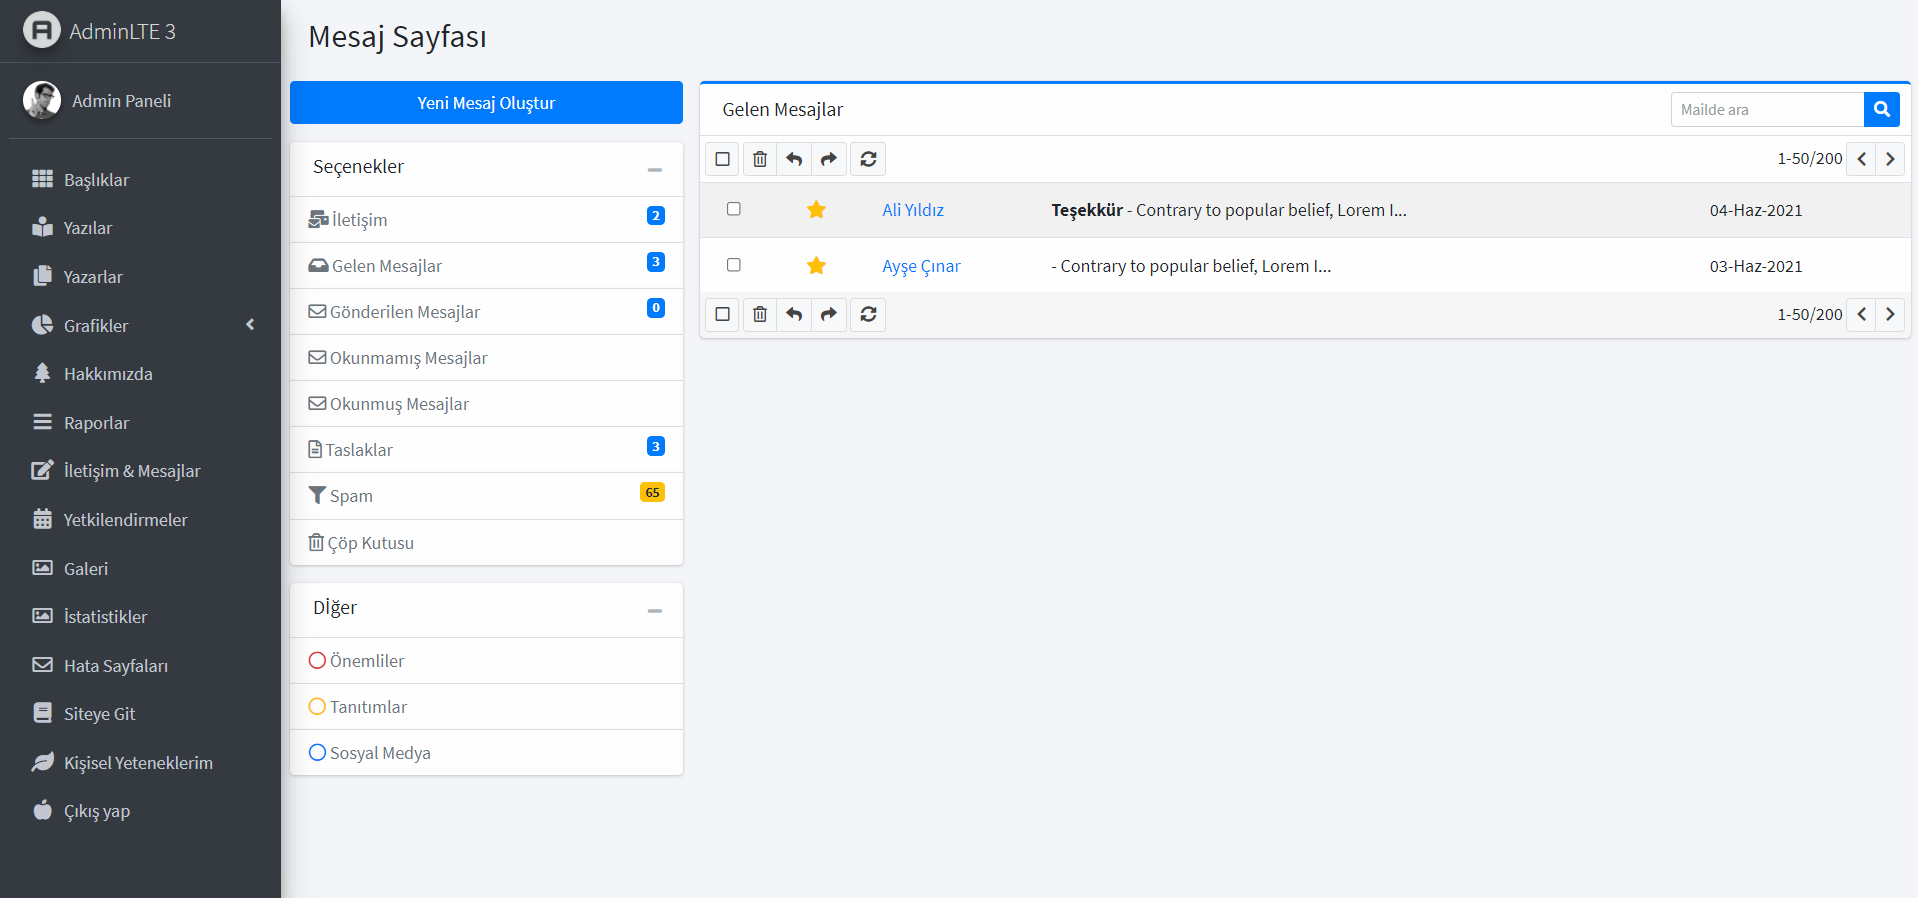 AdminLTE 3
Admin Paneli
Başlıklar
Yazılar
Yazarlar
Grafikler
Hakkımızda
Raporlar
İletişim & Mesajlar
Yetkilendirmeler
Galeri
İstatistikler
Hata Sayfaları
Siteye Git
Kişisel Yeteneklerim
Çıkış yap
Mesaj Sayfası
Yeni Mesaj Oluştur
Seçenekler
İletişim 2
Gelen Mesajlar 3
Gönderilen Mesajlar 0
Okunmamış Mesajlar
Okunmuş Mesajlar
Taslaklar 3
Spam 65
Çöp Kutusu
Dİğer
Önemliler
Tanıtımlar
Sosyal Medya
Gelen Mesajlar
Mailde ara
1-50/200
Ali Yıldız Teşekkür - Contrary to popular belief, Lorem I... 04-Haz-2021
Ayşe Çınar - Contrary to popular belief, Lorem I... 03-Haz-2021
1-50/200